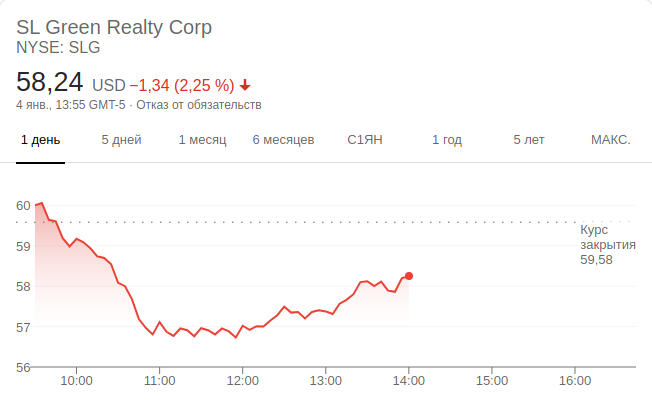 SL Green Realty Corp
NYSE: SLG
58,24 USD −1,34 (2,25 %)
4 янв., 13:55 GMT-5 · Отказ от обязательств
1 день 5 дней 1 месяц 6 месяцев С1ЯН 1 год 5 лет МАКС.
60
Курс
закрытия
59,58
59
58
57
56
10:00 11:00 12:00 13:00 14:00 15:00 16:00